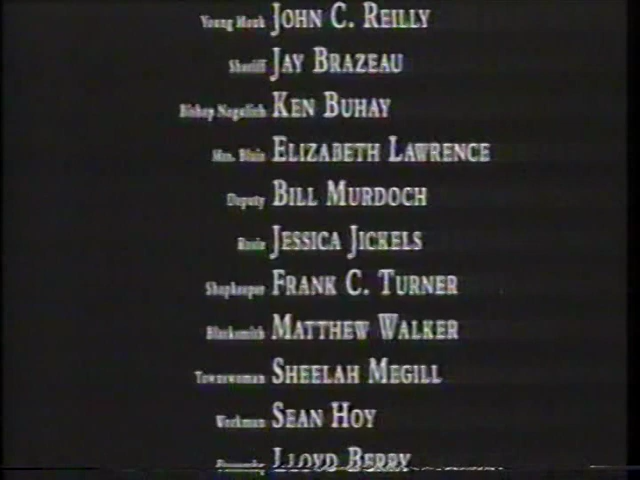 Young Monk JOHN C. REILLY
Sheriff JAY BRAZEAU
Bishop KEN BUHAY
Mrs. Blair ELIZABETH LAWRENCE
Deputy BILL MURDOCH
Rosie JESSICA JICKELS
Shopkeeper FRANK C. TURNER
Blacksmith MATTHEW WALKER
Townswoman SHEELAH MEGILL
Workman SEAN HOY
LLOYD BERRY